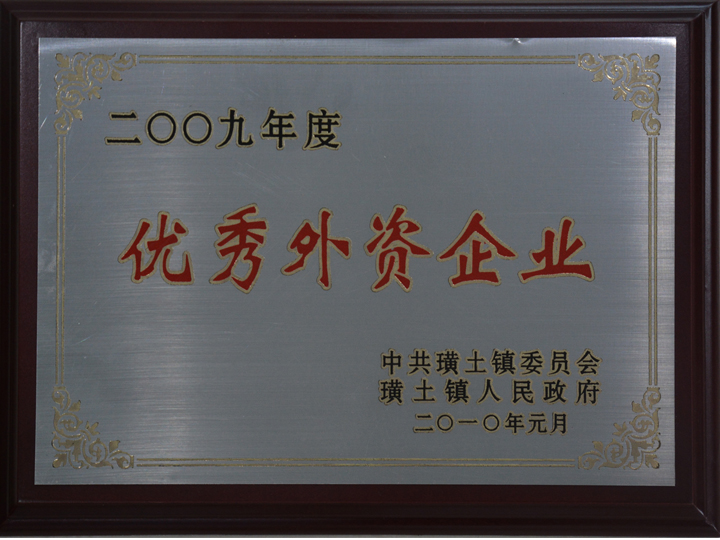 二〇〇九年度
优秀外资企业
中共璜土镇委员会
璜土镇人民政府
二〇一〇年元月